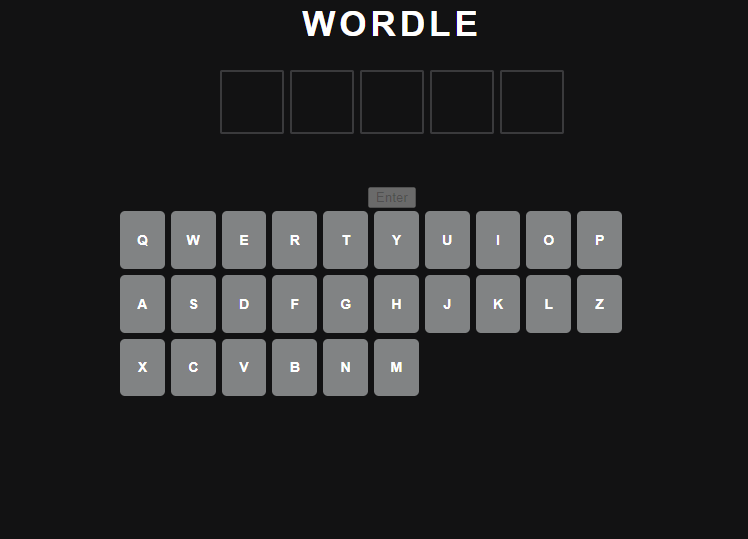 WORDLE
Enter
Q W E R T Y U I O P
A S D F G H J K L Z
X C V B N M